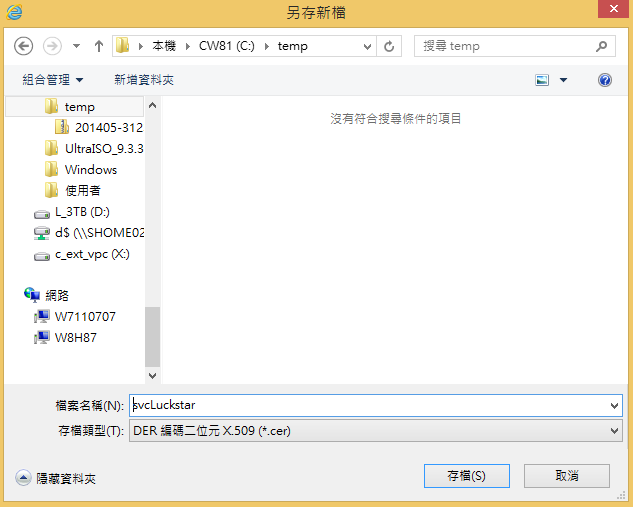 另存新檔
本機 CW81 (C:) temp
搜尋 temp
組合管理 新增資料夾
temp
201405-312
UltraISO_9.3.3
Windows
使用者
L_3TB (D:)
d$ (\\SHOME02
c_ext_vpc (X:)
網路
W7110707
W8H87
沒有符合搜尋條件的項目
檔案名稱(N): svcLuckstar
存檔類型(T): DER 編碼二位元 X.509 (*.cer)
隱藏資料夾
存檔(S) 取消